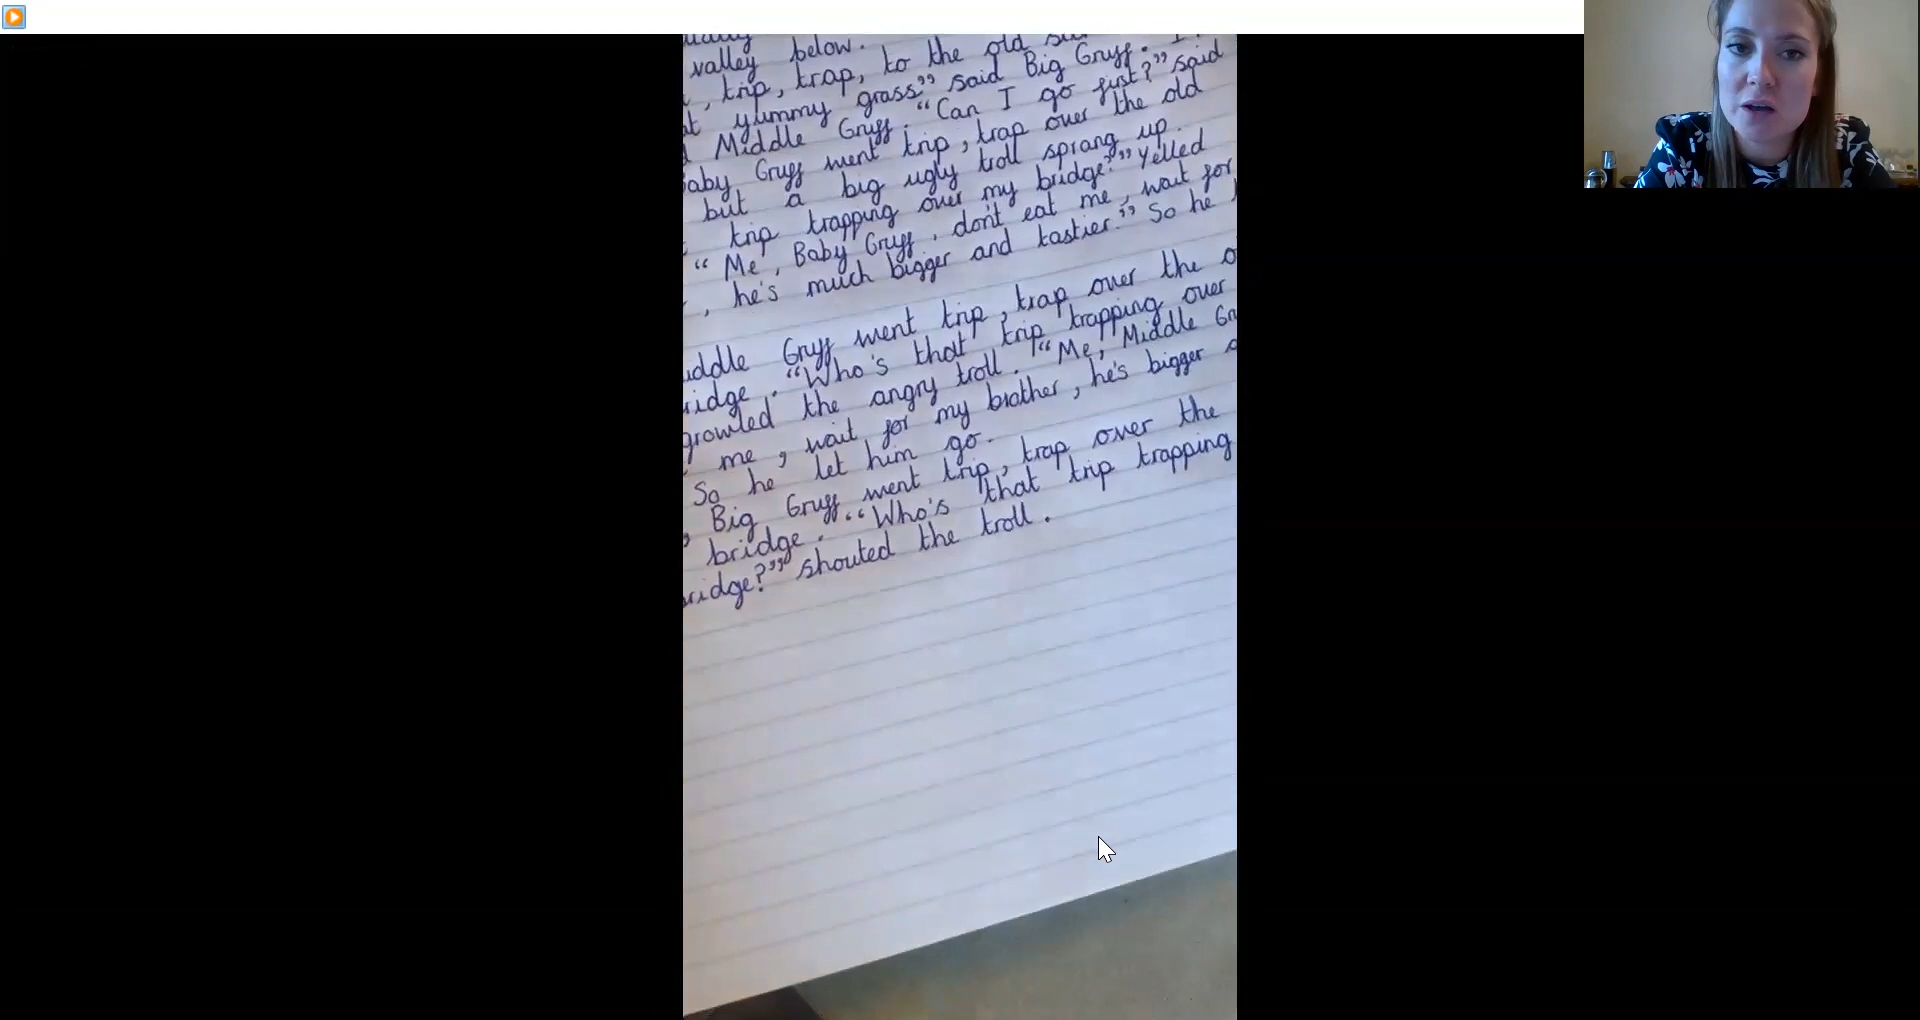 valley below.
, trip, trap, to the old
yummy grass" said Big Gruff.
Middle Gruff. "Can I go first?" said
Gruff went trip, trap over the old
but a big ugly troll sprang up.
trip trapping over my bridge?" Yelled
"Me, Baby Gruff, don't eat me, wait for
, he's much bigger and tastier." So he
Gruff went trip, trap over the
. "Who's that trip trapping over
the angry troll. "Me, Middle
me, wait for my brother, he's bigger
So he let him go.
Big Gruff went trip, trap over the
bridge. "Who's that trip trapping
?" shouted the troll.